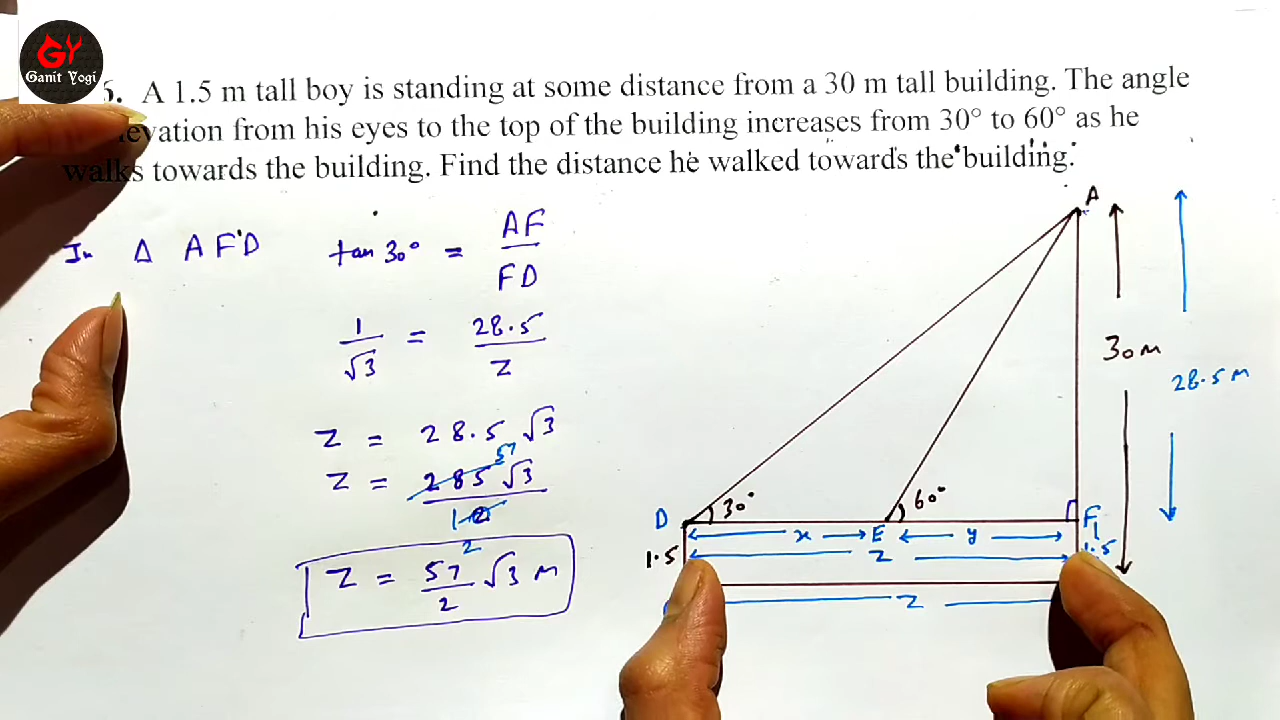 GY
Ganit Yogi
6. A 1.5 m tall boy is standing at some distance from a 30 m tall building. The angle
evation from his eyes to the top of the building increases from 30° to 60° as he
walks towards the building. Find the distance he walked towards the building.
In Δ AFD tan 30° = AF/FD
1/√3 = 28.5/z
z = 28.5 √3
z = 285 √3/10
57
2
z = 57/2 √3 m
A
30 m
28.5 m
D 30° E 60° F
x y
1.5 z 1.5
z